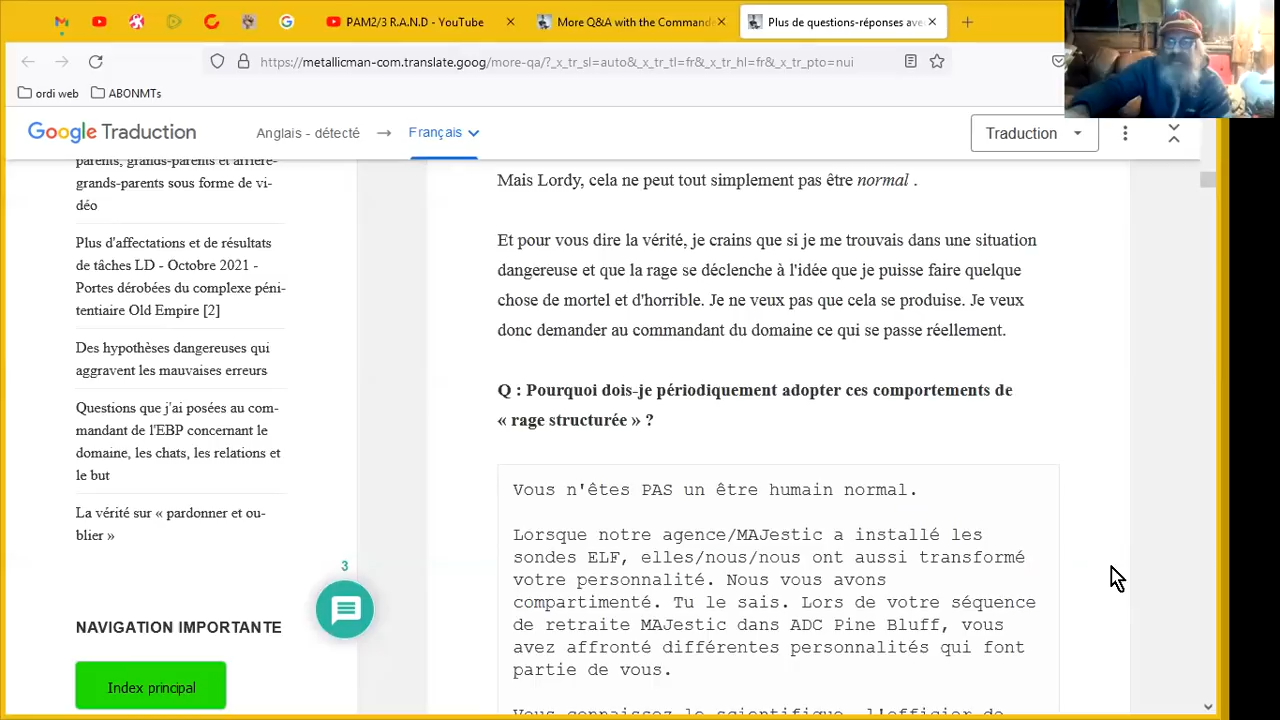 PAM2/3 R.A.N.D - YouTube
More Q&A with the Command
Plus de questions-réponses ave
https://metallicman-com.translate.goog/more-qa/?_x_tr_sl=auto&_x_tr_tl=fr&_x_tr_hl=fr&_x_tr_pto=nui
ordi web
ABONMTs
Google Traduction
Anglais - détecté
Français
Traduction
parents, grands-parents et arrière-
grands-parents sous forme de vi-
déo
Plus d'affectations et de résultats
de tâches LD - Octobre 2021 -
Portes dérobées du complexe péni-
tentiaire Old Empire [2]
Des hypothèses dangereuses qui
aggravent les mauvaises erreurs
Questions que j'ai posées au com-
mandant de l'EBP concernant le
domaine, les chats, les relations et
le but
La vérité sur « pardonner et ou-
blier »
3
NAVIGATION IMPORTANTE
Index principal
Mais Lordy, cela ne peut tout simplement pas être normal .
Et pour vous dire la vérité, je crains que si je me trouvais dans une situation
dangereuse et que la rage se déclenche à l'idée que je puisse faire quelque
chose de mortel et d'horrible. Je ne veux pas que cela se produise. Je veux
donc demander au commandant du domaine ce qui se passe réellement.
Q : Pourquoi dois-je périodiquement adopter ces comportements de
« rage structurée » ?
Vous n'êtes PAS un être humain normal.
Lorsque notre agence/MAJestic a installé les
sondes ELF, elles/nous/nous ont aussi transformé
votre personnalité. Nous vous avons
compartimenté. Tu le sais. Lors de votre séquence
de retraite MAJestic dans ADC Pine Bluff, vous
avez affronté différentes personnalités qui font
partie de vous.
Vous connaissez le scientifique, l'officier de